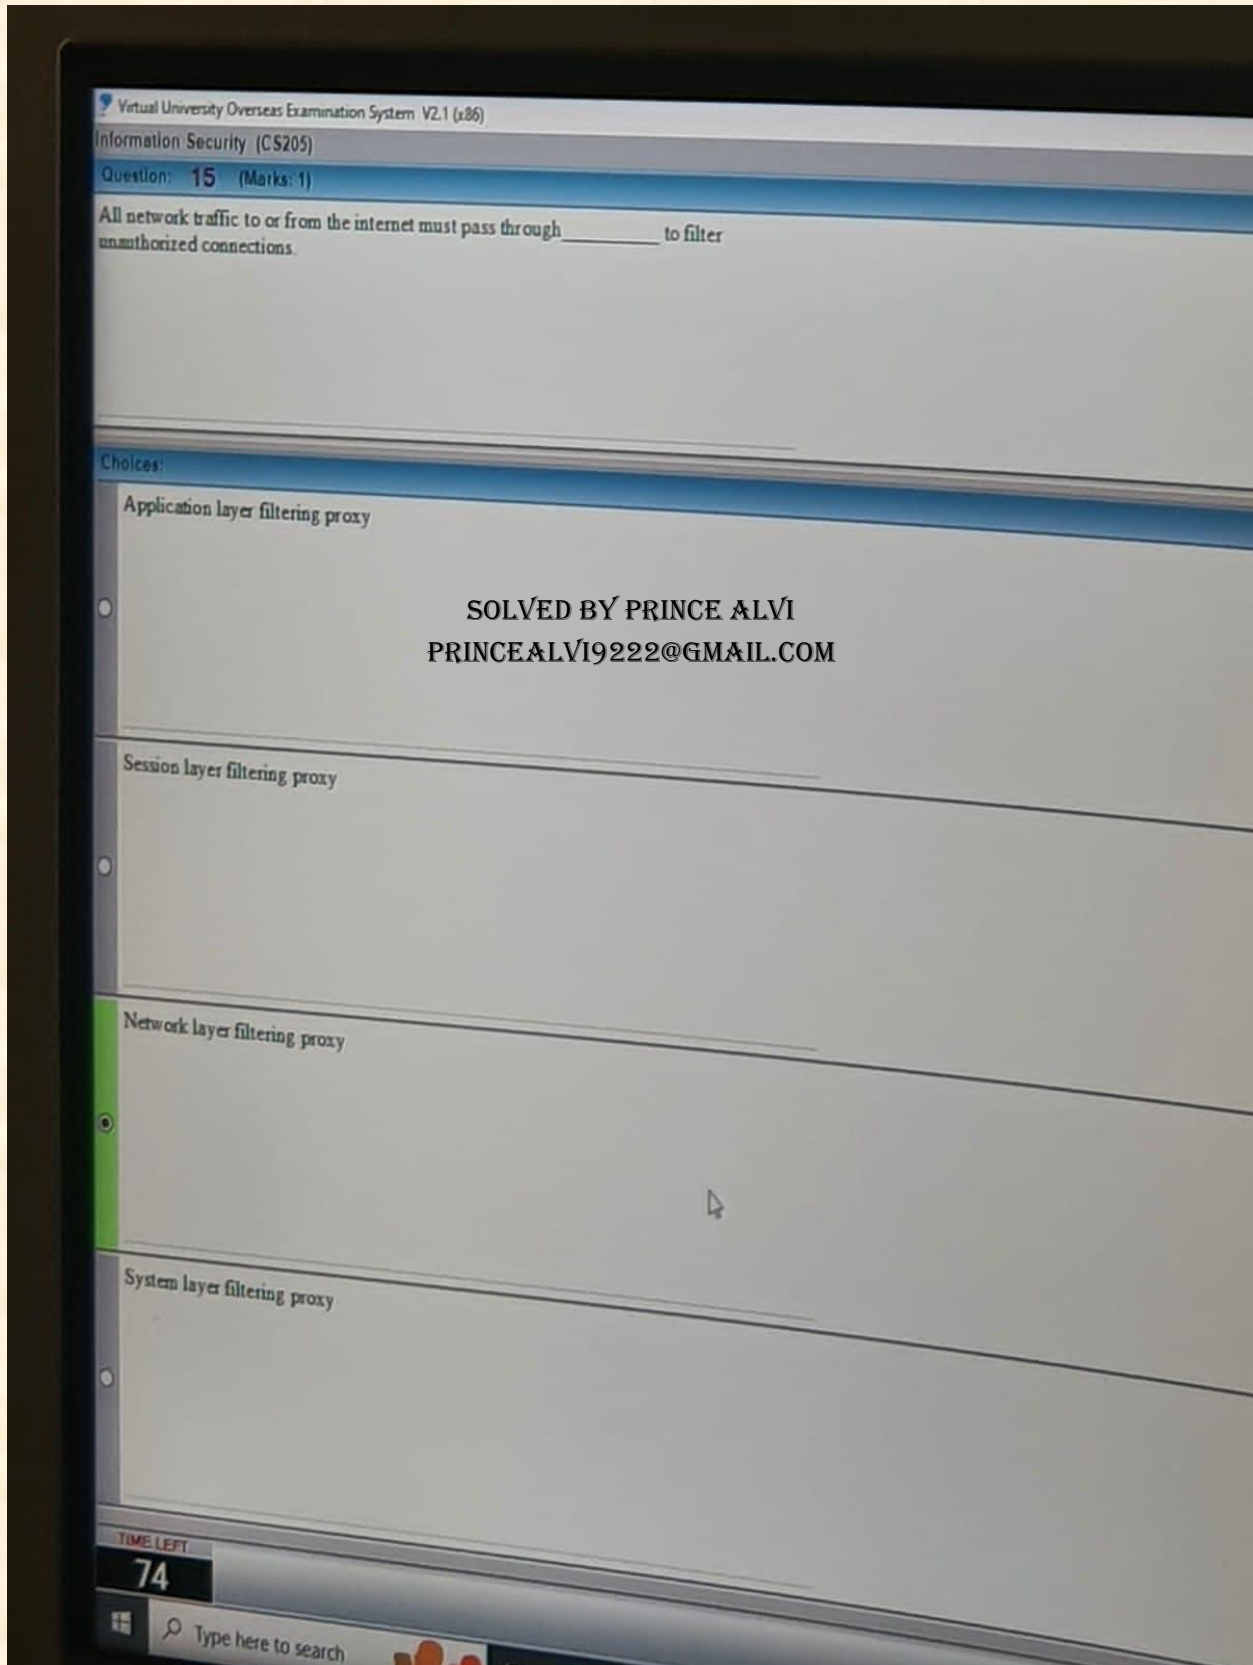 Virtual University Overseas Examination System V2.1 (x86)
Information Security (CS205)
Question: 15 (Marks: 1)
All network traffic to or from the internet must pass through__________ to filter
unauthorized connections.
Choices:
Application layer filtering proxy
SOLVED BY PRINCE ALVI
PRINCEALVI9222@GMAIL.COM
Session layer filtering proxy
Network layer filtering proxy
System layer filtering proxy
TIME LEFT
74
Type here to search